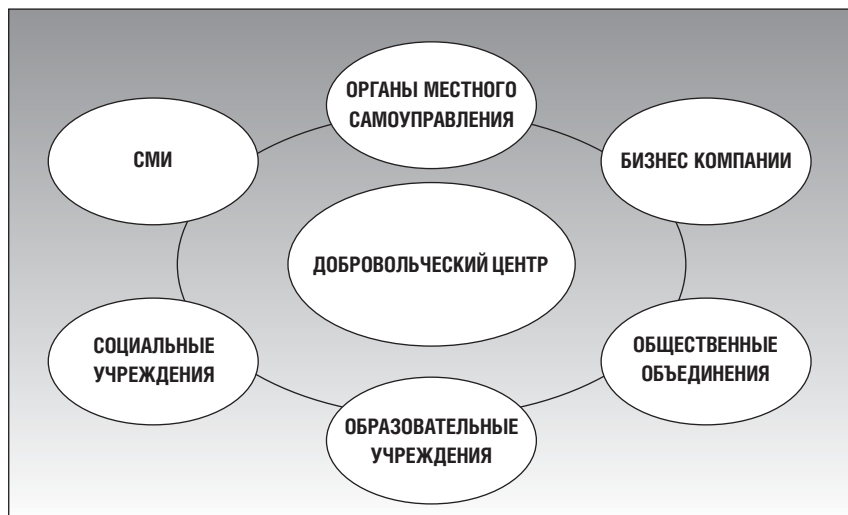 ОРГАНЫ МЕСТНОГО
САМОУПРАВЛЕНИЯ
СМИ
БИЗНЕС КОМПАНИИ
ДОБРОВОЛЬЧЕСКИЙ ЦЕНТР
СОЦИАЛЬНЫЕ
УЧРЕЖДЕНИЯ
ОБЩЕСТВЕННЫЕ
ОБЪЕДИНЕНИЯ
ОБРАЗОВАТЕЛЬНЫЕ
УЧРЕЖДЕНИЯ